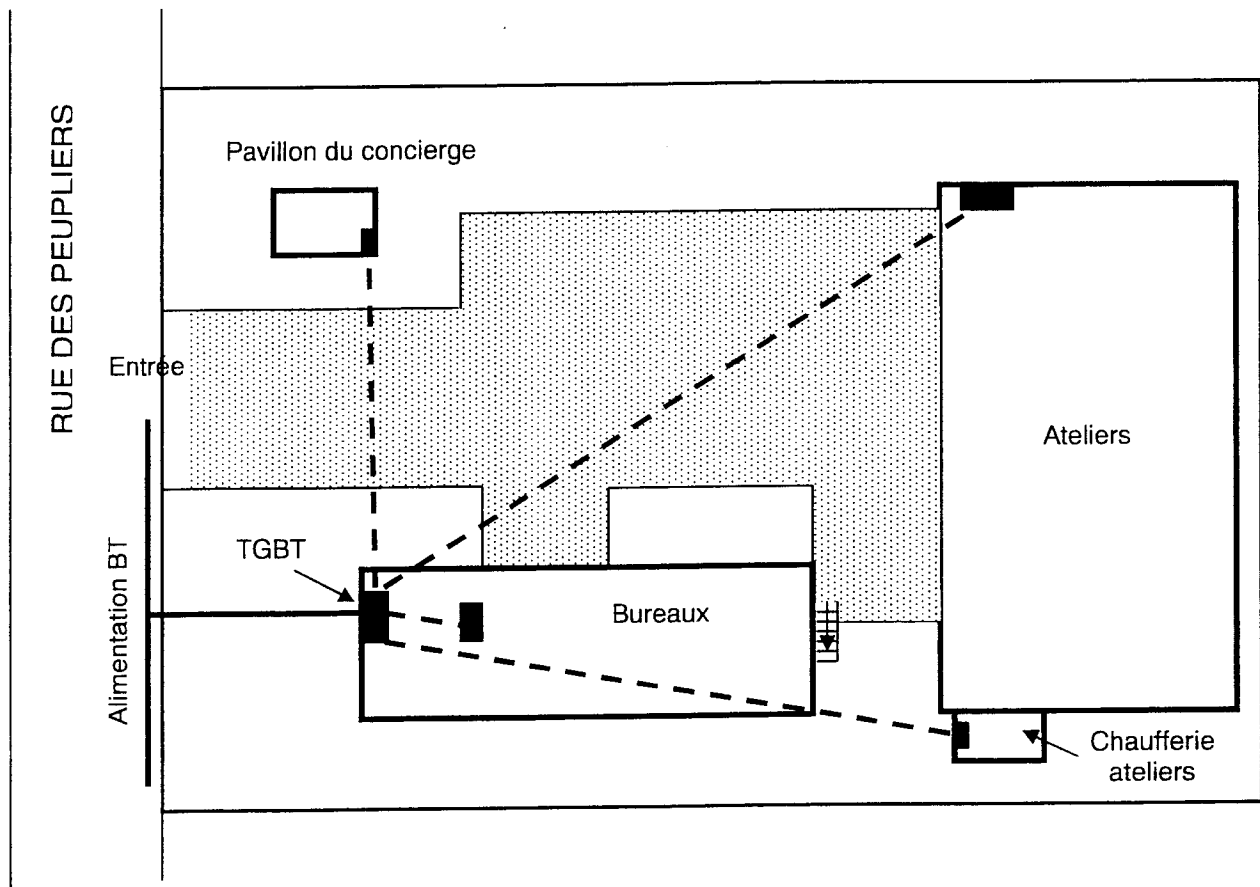 RUE DES PEUPLIERS
Pavillon du concierge
Entrée
Ateliers
TGBT
Bureaux
Alimentation BT
Chaufferie
ateliers